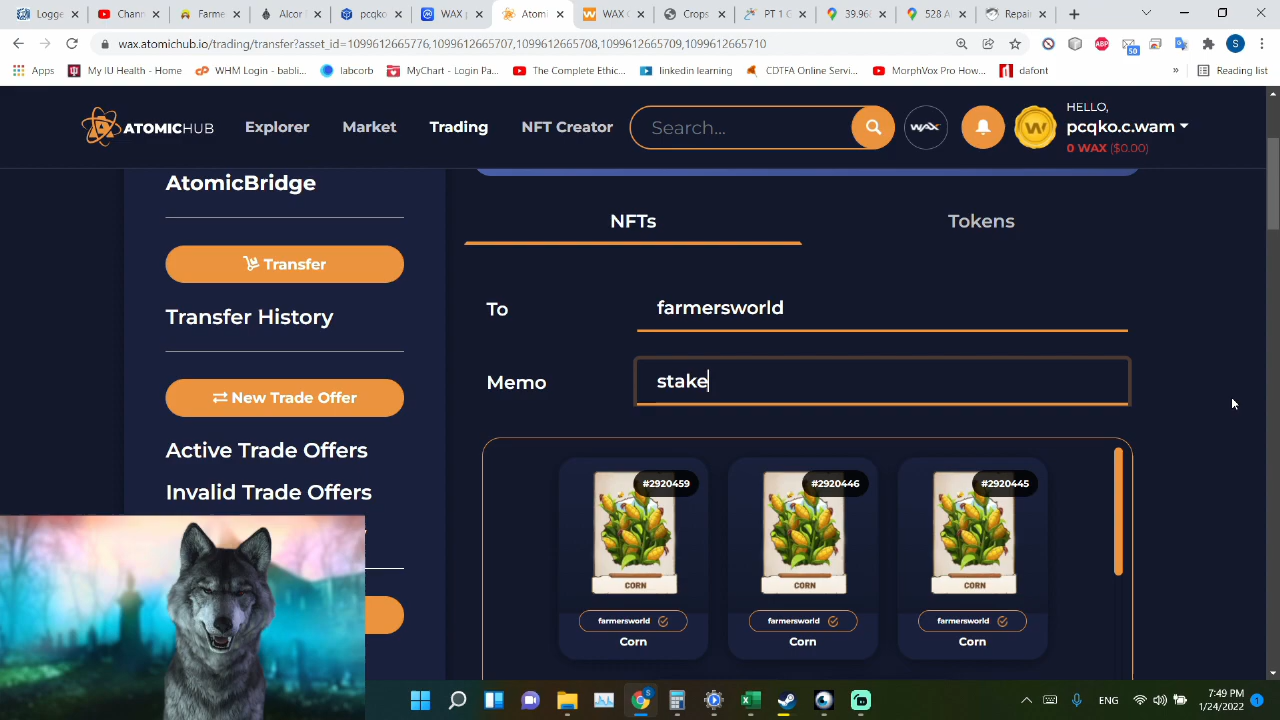 Logge
Chann
Farme
Alcor
pcqko
WAX p
Atomi
WAX C
Crops
PT 1 C
39.96
528 A
Repai
wax.atomichub.io/trading/transfer?asset_id=1099612657716,1099612665707,1099612665708,1099612665709,1099612665710
50
S
Apps
My IU Health - Home
WHM Login - babli...
labcorb
MyChart - Login Pa...
The Complete Ethic...
linkedin learning
CDTFA Online Servi...
MorphVox Pro How...
dafont
»
Reading list
ATOMICHUB
Explorer
Market
Trading
NFT Creator
Search...
WAX
HELLO,
pcqko.c.wam
0 WAX ($0.00)
AtomicBridge
Transfer
Transfer History
New Trade Offer
Active Trade Offers
Invalid Trade Offers
NFTs
Tokens
To
farmersworld
Memo
stake
#2920459
#2920446
#2920445
CORN
CORN
CORN
farmersworld
farmersworld
farmersworld
Corn
Corn
Corn
ENG
7:49 PM
1/24/2022